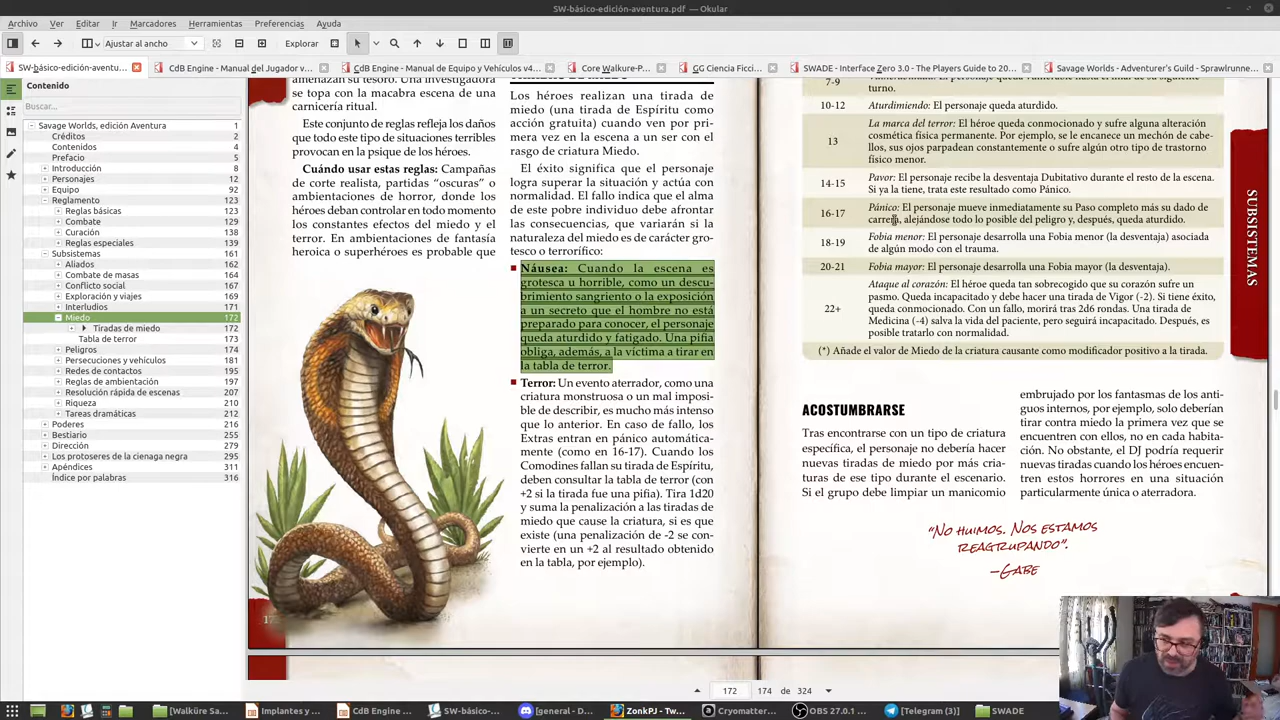 SW-básico-edición-aventura.pdf — Okular
Archivo Ver Editar Ir Marcadores Herramientas Preferencias Ayuda
Ajustar al ancho Explorar
SW-básico-edición-aventu... CdB Engine - Manual del Jugador v... CdB Engine - Manual de Equipo y Vehículos v4... Core Walkure-P... GG Ciencia Ficci... SWADE - Interface Zero 3.0 - The Players Guide to 20... Savage Worlds - Adventurer's Guild - Sprawlrunne...
Contenido
Buscar...
Savage Worlds, edición Aventura 1
Créditos 2
Contenidos 4
Prefacio 5
Introducción 8
Personajes 12
Equipo 92
Reglamento 123
Reglas básicas 123
Combate 129
Curación 138
Reglas especiales 139
Subsistemas 161
Aliados 162
Combate de masas 164
Exploración y viajes 169
Interludios 171
Miedo 172
Tiradas de miedo 172
Tabla de terror 173
Peligros 174
Persecuciones y vehículos 181
Redes de contactos 195
Reglas de ambientación 197
Resolución rápida de escenas 207
Riqueza 210
Tareas dramáticas 212
Poderes 216
Bestiario 255
Dirección 279
Los protoseres de la cienaga negra 295
Apéndices 311
Índice por palabras 316
amenazan su tesoro. Una investigadora
se topa con la macabra escena de una
carnicería ritual.
Este conjunto de reglas refleja los daños
que todo este tipo de situaciones terribles
provocan en la psique de los héroes.
Cuándo usar estas reglas: Campañas
de corte realista, partidas “oscuras” o
ambientaciones de horror, donde los
héroes deban controlar en todo momento
los constantes efectos del miedo y el
terror. En ambientaciones de fantasía
heroica o superhéroes es probable que
Los héroes realizan una tirada de
miedo (una tirada de Espíritu como
acción gratuita) cuando ven por pri-
mera vez en la escena a un ser con el
rasgo de criatura Miedo.
El éxito significa que el personaje
logra superar la situación y actúa con
normalidad. El fallo indica que el alma
de este pobre individuo debe afrontar
las consecuencias, que variarán si la
naturaleza del miedo es de carácter gro-
tesco o terrorífico:
Náusea: Cuando la escena es
grotesca u horrible, como un descu-
brimiento sangriento o la exposición
a un secreto que el hombre no está
preparado para conocer, el personaje
queda aturdido y fatigado. Una pifia
obliga, además, a la víctima a tirar en
la tabla de terror.
Terror: Un evento aterrador, como una
criatura monstruosa o un mal imposi-
ble de describir, es mucho más intenso
que lo anterior. En caso de fallo, los
Extras entran en pánico automática-
mente (como en 16-17). Cuando los
Comodines fallan su tirada de Espíritu,
deben consultar la tabla de terror (con
+2 si la tirada fue una pifia). Tira 1d20
y suma la penalización a las tiradas de
miedo que cause la criatura, si es que
existe (una penalización de -2 se con-
vierte en un +2 al resultado obtenido
en la tabla, por ejemplo).
7-9
turno.
10-12 Aturdimiento: El personaje queda aturdido.
13 La marca del terror: El héroe queda conmocionado y sufre alguna alteración
cosmética física permanente. Por ejemplo, se le encanece un mechón de cabe-
llos, sus ojos parpadean constantemente o sufre algún otro tipo de trastorno
físico menor.
14-15 Pavor: El personaje recibe la desventaja Dubitativo durante el resto de la escena.
Si ya la tiene, trata este resultado como Pánico.
16-17 Pánico: El personaje mueve inmediatamente su Paso completo más su dado de
carrera, alejándose todo lo posible del peligro y, después, queda aturdido.
18-19 Fobia menor: El personaje desarrolla una Fobia menor (la desventaja) asociada
de algún modo con el trauma.
20-21 Fobia mayor: El personaje desarrolla una Fobia mayor (la desventaja).
22+ Ataque al corazón: El héroe queda tan sobrecogido que su corazón sufre un
pasmo. Queda incapacitado y debe hacer una tirada de Vigor (-2). Si tiene éxito,
queda conmocionado. Con un fallo, morirá tras 2d6 rondas. Una tirada de
Medicina (-4) salva la vida del paciente, pero seguirá incapacitado. Después, es
posible tratarlo con normalidad.
(*) Añade el valor de Miedo de la criatura causante como modificador positivo a la tirada.
ACOSTUMBRARSE
Tras encontrarse con un tipo de criatura
específica, el personaje no debería hacer
nuevas tiradas de miedo por más cria-
turas de ese tipo durante el escenario.
Si el grupo debe limpiar un manicomio
embrujado por los fantasmas de los anti-
guos internos, por ejemplo, solo deberían
tirar contra miedo la primera vez que se
encuentren con ellos, no en cada habita-
ción. No obstante, el DJ podría requerir
nuevas tiradas cuando los héroes encuen-
tren estos horrores en una situación
particularmente única o aterradora.
“No huimos. Nos estamos
reagrupando”.
—Gabe
SUBSISTEMAS
172 174 de 324
[Walküre Sa... Implantes y ... CdB Engine ... SW-básico-... [general - D... ZonkPJ - Tw... Cryomatter... OBS 27.0.1 ... [Telegram (3)] SWADE